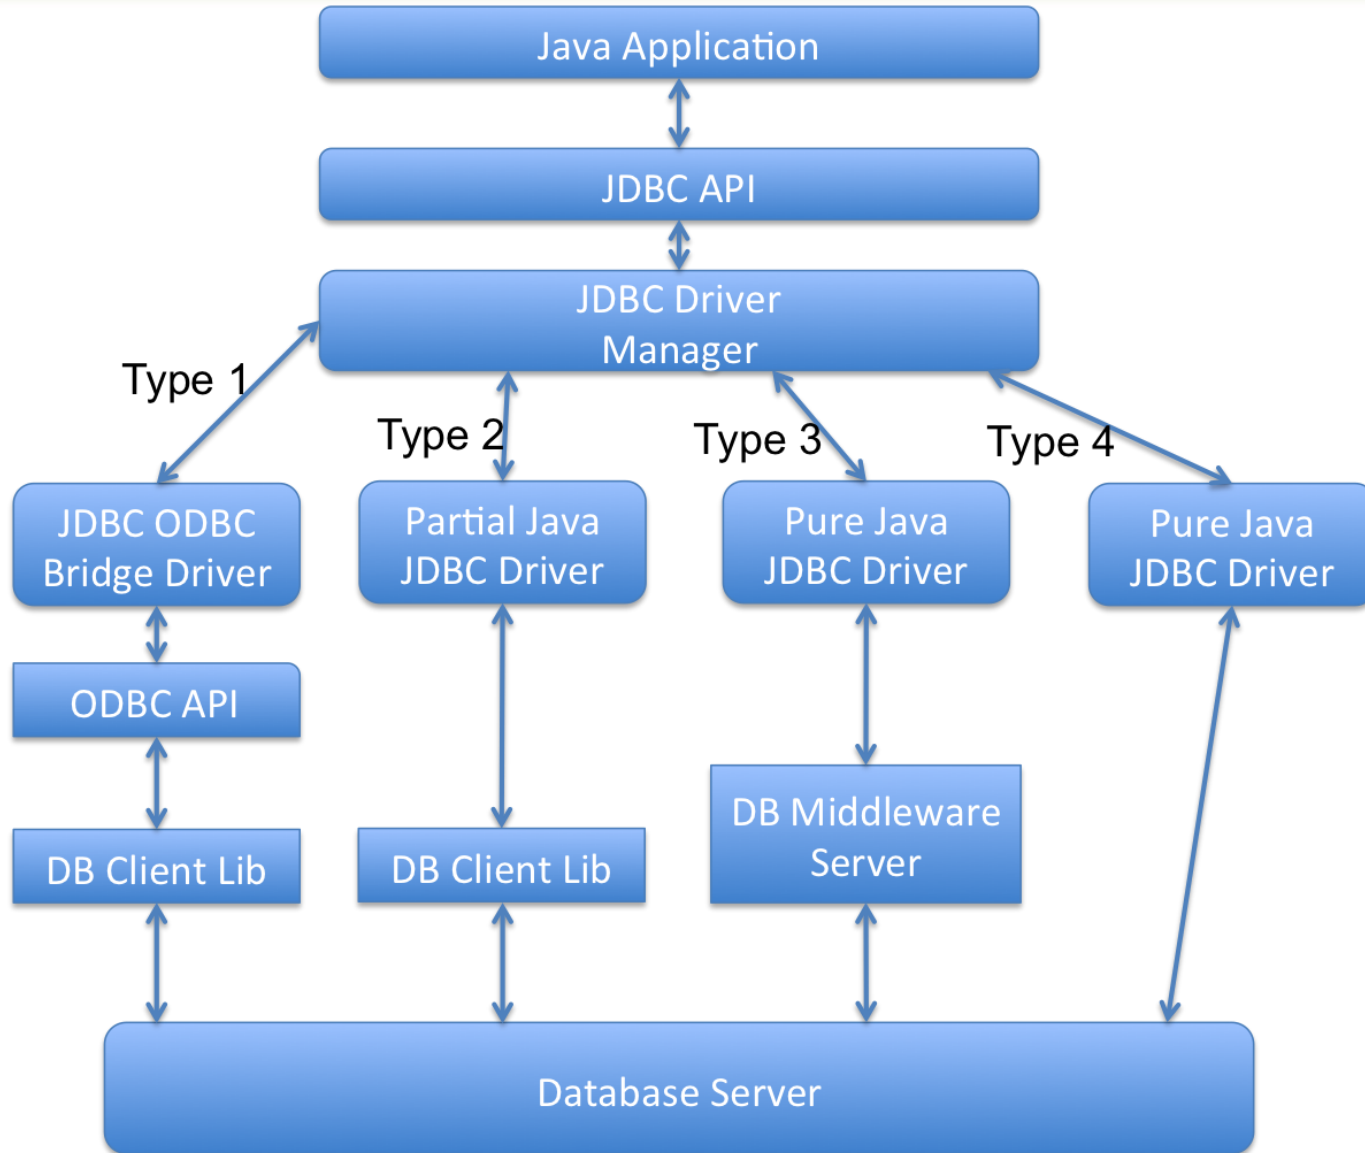 Java Application
JDBC API
JDBC Driver
Manager
Type 1
Type 2
Type 3
Type 4
JDBC ODBC
Bridge Driver
Partial Java
JDBC Driver
Pure Java
JDBC Driver
Pure Java
JDBC Driver
ODBC API
DB Client Lib
DB Client Lib
DB Middleware
Server
Database Server